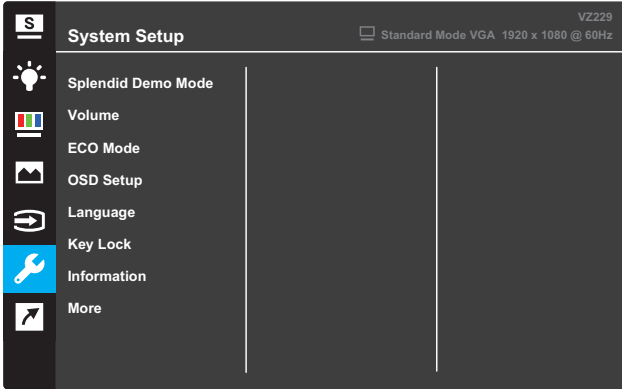 S
VZ229
System Setup
Standard Mode VGA 1920 x 1080 @ 60Hz
Splendid Demo Mode
Volume
ECO Mode
OSD Setup
Language
Key Lock
Information
More